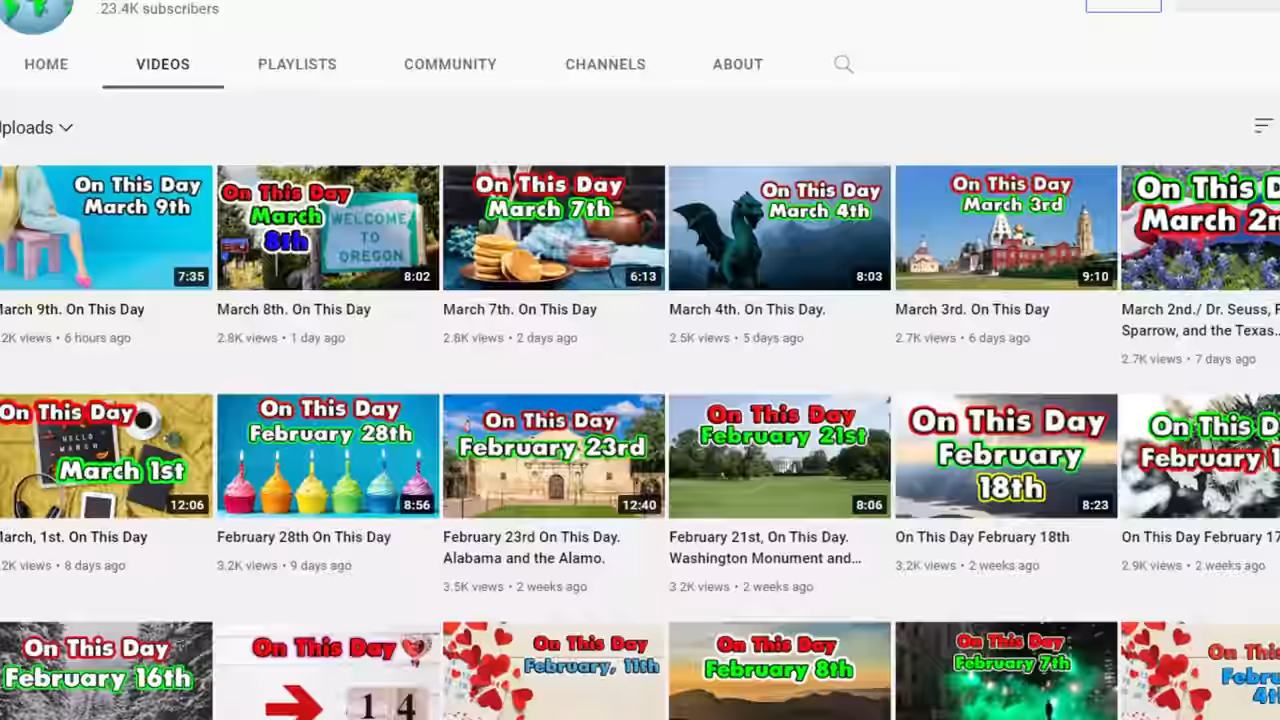 23.4K subscribers
HOME VIDEOS PLAYLISTS COMMUNITY CHANNELS ABOUT
Uploads
On This Day
March 9th
7:35
On This Day
March
8th
WELCOME
TO
OREGON
8:02
On This Day
March 7th
6:13
On This Day
March 4th
8:03
On This Day
March 3rd
9:10
On This D
March 2n
March 9th. On This Day
2K views • 6 hours ago
March 8th. On This Day
2.8K views • 1 day ago
March 7th. On This Day
2.6K views • 2 days ago
March 4th. On This Day.
2.5K views • 5 days ago
March 3rd. On This Day
2.7K views • 6 days ago
March 2nd./ Dr. Seuss,
Sparrow, and the Texas...
2.7K views • 7 days ago
On This Day
HELLO
MARCH
March 1st
12:06
On This Day
February 28th
8:56
On This Day
February 23rd
12:40
On This Day
February 21st
8:06
On This Day
February
18th
8:23
On This D
February 1
March, 1st. On This Day
2K views • 8 days ago
February 28th On This Day
3.2K views • 9 days ago
February 23rd On This Day.
Alabama and the Alamo.
3.5K views • 2 weeks ago
February 21st, On This Day.
Washington Monument and...
3.2K views • 2 weeks ago
On This Day February 18th
3.2K views • 2 weeks ago
On This Day February 17
2.9K views • 2 weeks ago
On This Day
February 16th
On This Day
14
On This Day
February, 11th
On This Day
February 8th
On This Day
February 7th
On This
Febru
4t